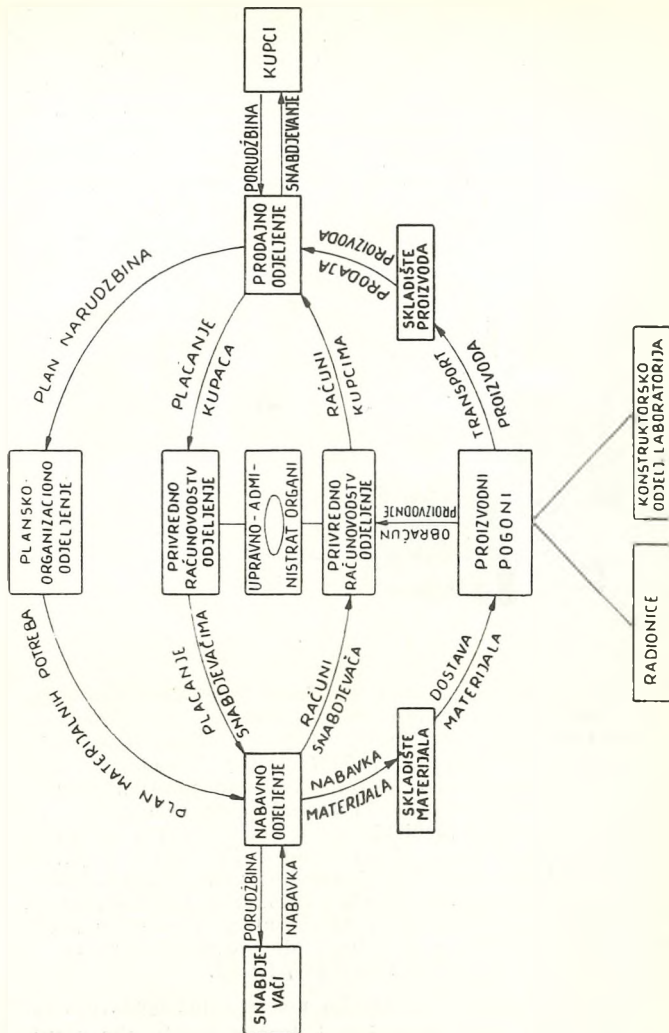 PLANSKO-
ORGANIZACIONO
ODJELJENJE
PLAN MATERIJALNIH POTREBA
PLAN NARUDŽBINA
PRIVREDNO
RAČUNOVODSTV
ODJELJENJE
PLAĆANJE
SNABDJEVAČIMA
PLAĆANJE
KUPACA
SNABDJE
VAČI
PORUDŽBINA
NABAVKA
NABAVNO
ODJELJENJE
UPRAVNO-ADMI-
NISTRAT ORGANI
PRODAJNO
ODJELJENJE
PORUDŽBINA
SNABDJEVANJE
KUPCI
RAČUNI
SNABDJEVAČA
PRIVREDNO
RAČUNOVODSTV
ODJELJENJE
RAČUNI
KUPCIMA
NABAVKA
MATERIJALA
OBRAČUN
PROIZVODNJE
PRODAJA
PROIZVODA
SKLADIŠTE
MATERIJALA
SKLADIŠTE
PROIZVODA
DOSTAVA
MATERIJALA
PROIZVODNI
POGONI
TRANSPORT
PROIZVODA
RADIONICE
KONSTRUKTORSKO
ODJELJ. LABORATORIJA